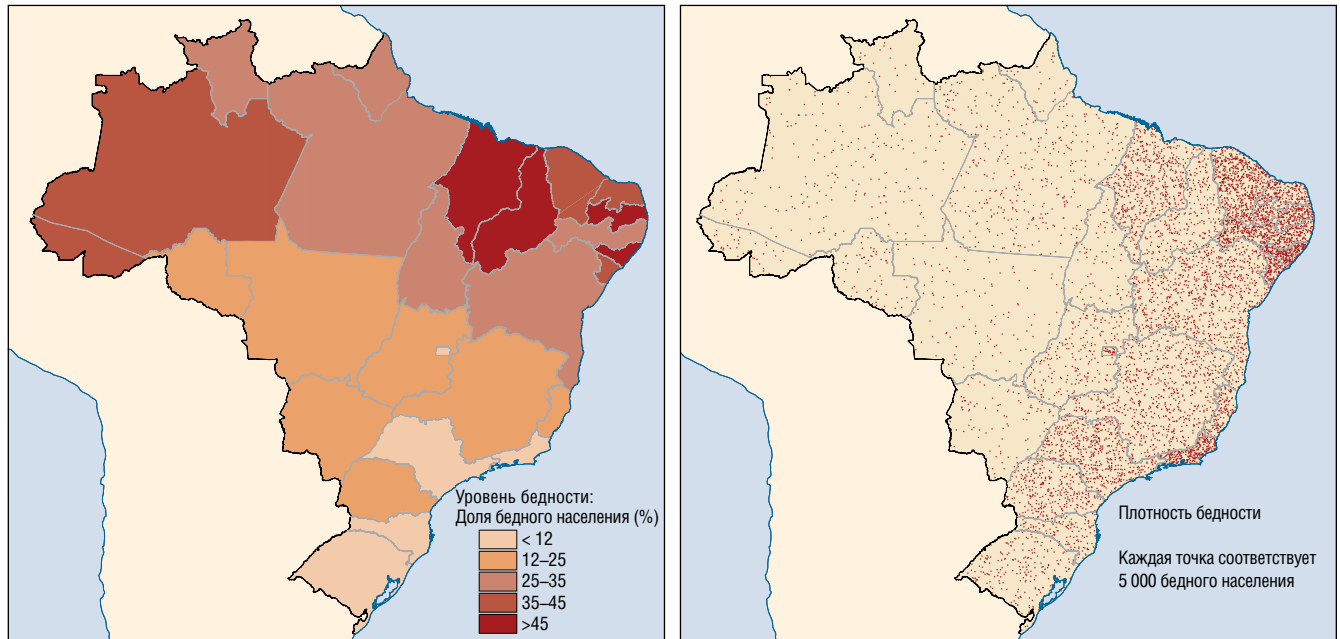 Уровень бедности:
Доля бедного населения (%)
< 12
12–25
25–35
35–45
>45
Плотность бедности
Каждая точка соответствует
5 000 бедного населения